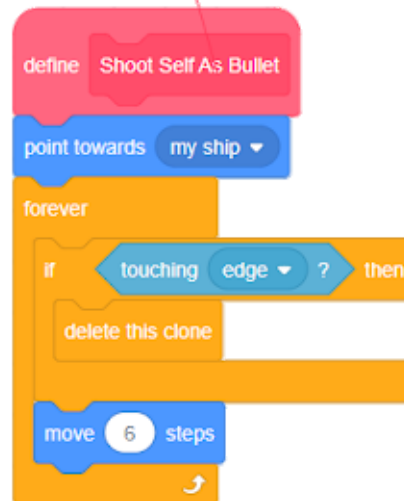 define Shoot Self As Bullet
point towards my ship
forever
if touching edge ? then
delete this clone
move 6 steps